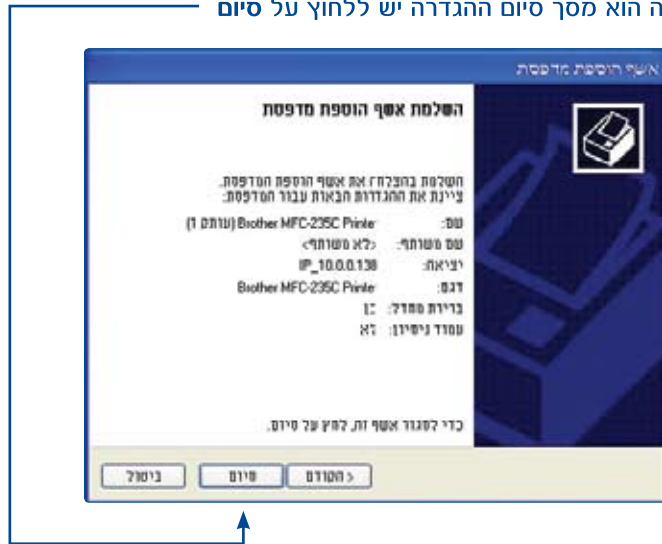 ה הוא מסך סיום ההגדרה יש ללחוץ על סיום
אשף הוספת מדפסת
השלמת אשף הוספת מדפסת
השלמת בהצלחה את אשף הוספת המדפסת.
ציינת את ההגדרות הבאות עבור המדפסת:
שם: Brother MFC-235C Printer (עותק 1)
שם משותף: <לא משותף>
יציאה: IP_10.0.0.138
דגם: Brother MFC-235C Printer
ברירת מחדל: כן
עמוד ניסיון: לא
כדי לסגור אשף זה, לחץ על סיום.
< הקודם
סיום
ביטול